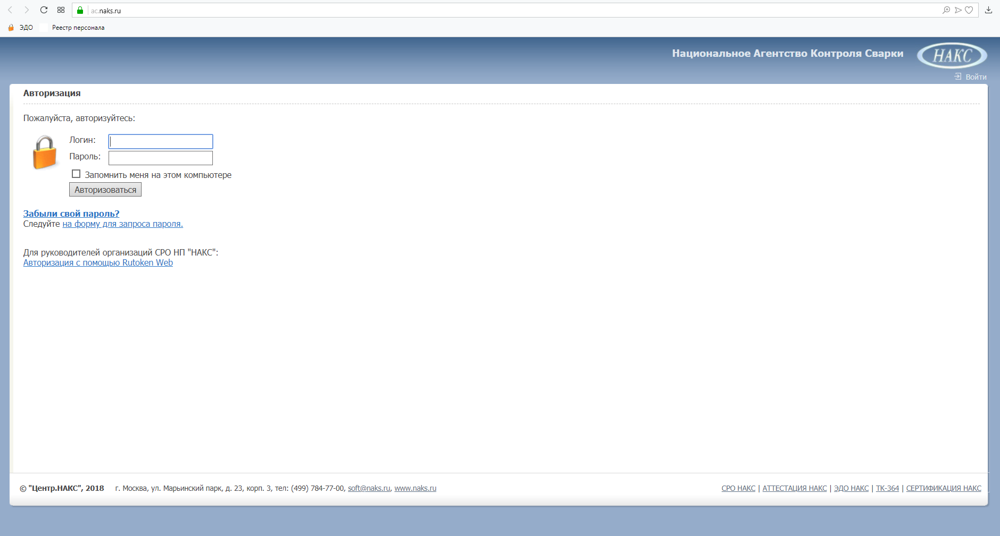 ac.naks.ru
ЭДО Реестр персонала
Национальное Агентство Контроля Сварки НАКС
Войти
Авторизация
Пожалуйста, авторизуйтесь:
Логин:
Пароль:
Запомнить меня на этом компьютере
Авторизоваться
Забыли свой пароль?
Следуйте на форму для запроса пароля.
Для руководителей организаций СРО НП "НАКС":
Авторизация с помощью Rutoken Web
© "Центр.НАКС", 2018 г. Москва, ул. Марьинский парк, д. 23, корп. 3, тел: (499) 784-77-00, soft@naks.ru, www.naks.ru СРО НАКС | АТТЕСТАЦИЯ НАКС | ЭДО НАКС | ТК-364 | СЕРТИФИКАЦИЯ НАКС